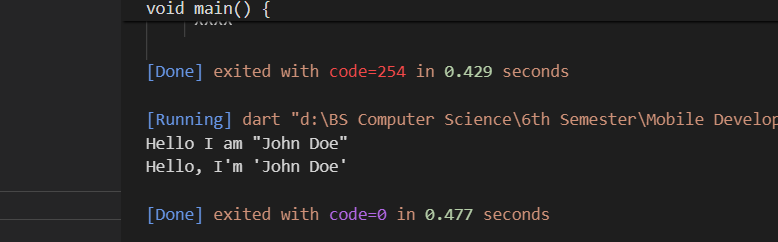 void main() {
^^^^
[Done] exited with code=254 in 0.429 seconds
[Running] dart "d:\BS Computer Science\6th Semester\Mobile Develop
Hello I am "John Doe"
Hello, I'm 'John Doe'
[Done] exited with code=0 in 0.477 seconds